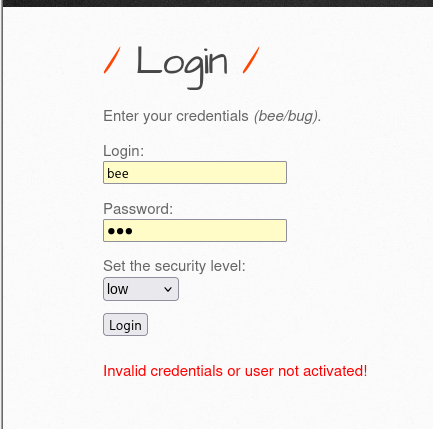 / Login /
Enter your credentials (bee/bug).
Login:
bee
Password:
●●●
Set the security level:
low
Login
Invalid credentials or user not activated!